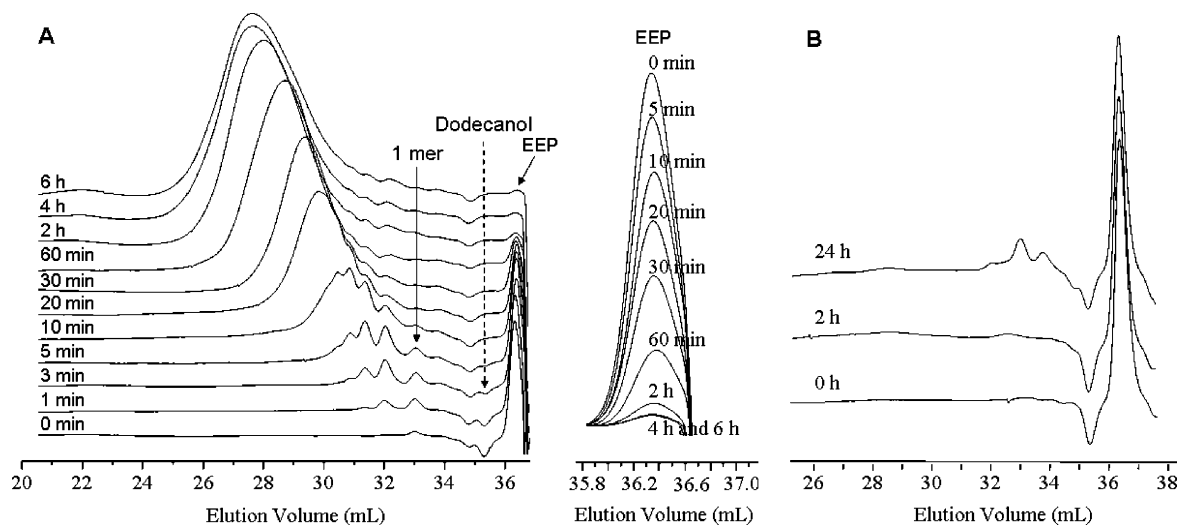 A
Dodecanol
1 mer
EEP
6 h
4 h
2 h
60 min
30 min
20 min
10 min
5 min
3 min
1 min
0 min
20 22 24 26 28 30 32 34 36
Elution Volume (mL)
EEP
0 min
5 min
10 min
20 min
30 min
60 min
2 h
4 h and 6 h
35.8 36.2 36.6 37.0
Elution Volume (mL)
B
24 h
2 h
0 h
26 28 30 32 34 36 38
Elution Volume (mL)